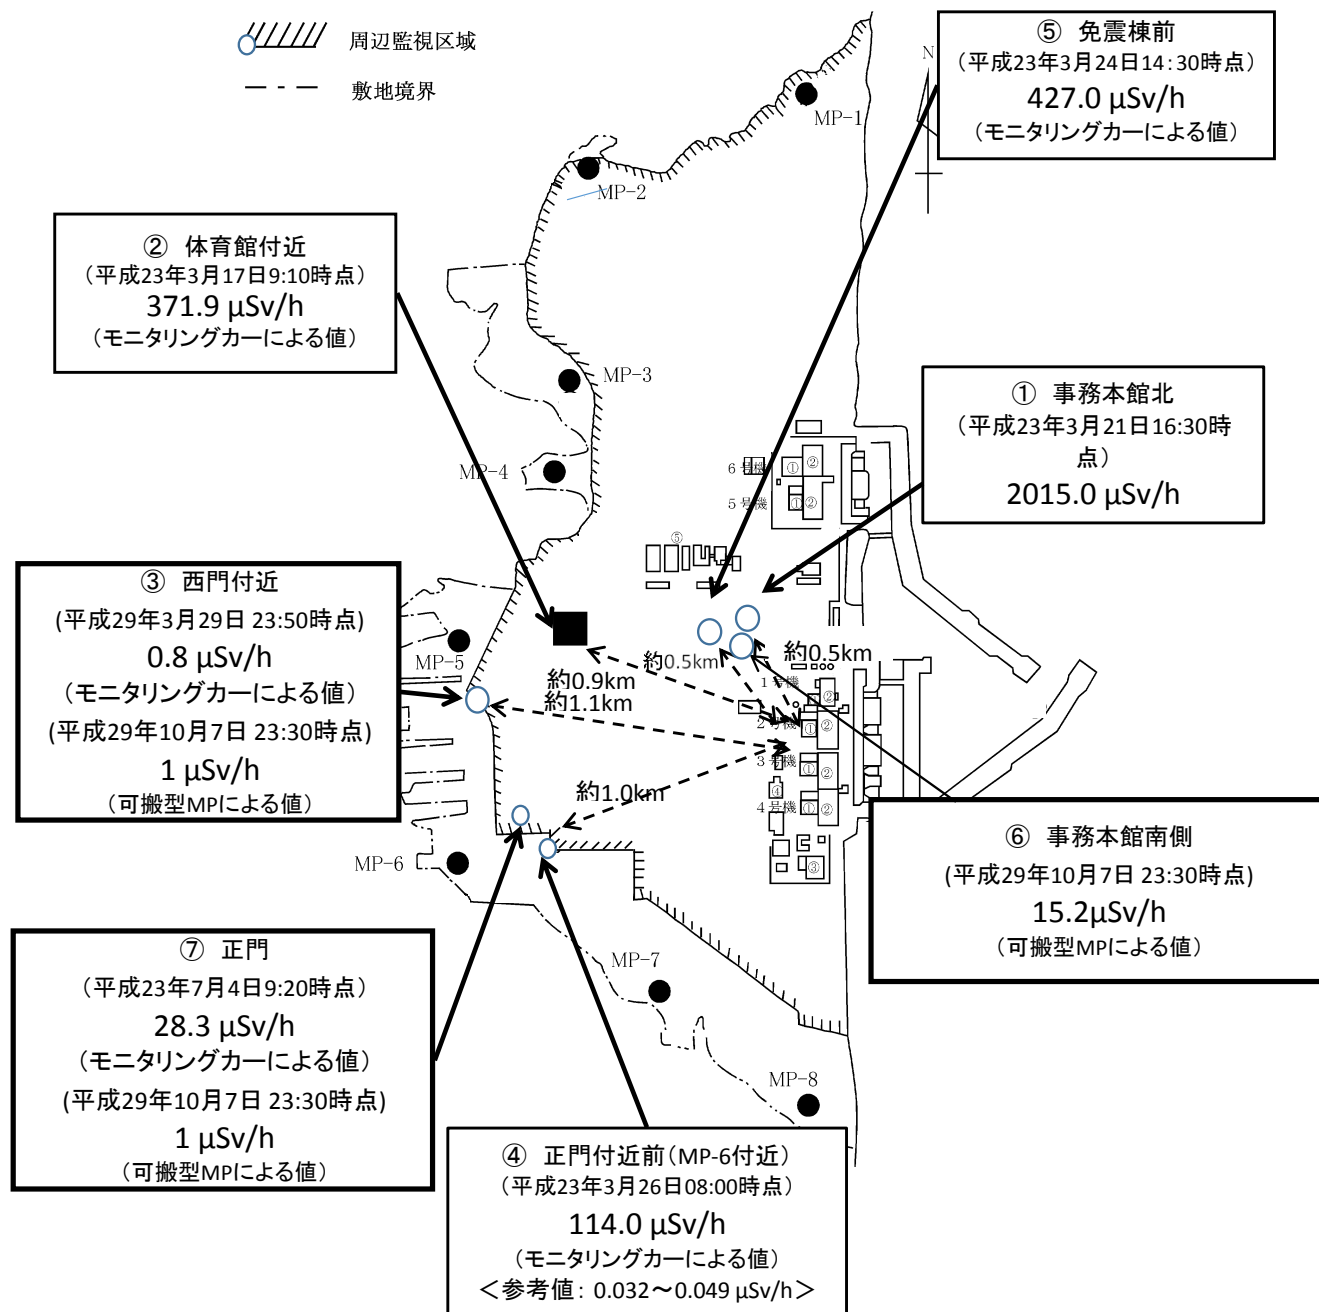 周辺監視区域
敷地境界
⑤ 免震棟前
(平成23年3月24日14:30時点)
427.0 μSv/h
(モニタリングカーによる値)
N
MP-1
MP-2
② 体育館付近
(平成23年3月17日9:10時点)
371.9 μSv/h
(モニタリングカーによる値)
MP-3
① 事務本館北
(平成23年3月21日16:30時
点)
2015.0 μSv/h
MP-4
6号機
① ②
5号機
① ②
⑤
③ 西門付近
(平成29年3月29日 23:50時点)
0.8 μSv/h
(モニタリングカーによる値)
(平成29年10月7日 23:30時点)
1 μSv/h
(可搬型MPによる値)
MP-5
約0.5km
約0.5km
約0.9km
約1.1km
1号機
②
2号機
① ②
3号機
① ②
④
4号機
① ②
③
約1.0km
MP-6
⑥ 事務本館南側
(平成29年10月7日 23:30時点)
15.2μSv/h
(可搬型MPによる値)
⑦ 正門
(平成23年7月4日9:20時点)
28.3 μSv/h
(モニタリングカーによる値)
(平成29年10月7日 23:30時点)
1 μSv/h
(可搬型MPによる値)
MP-7
MP-8
④ 正門付近前(MP-6付近)
(平成23年3月26日08:00時点)
114.0 μSv/h
(モニタリングカーによる値)
＜参考値: 0.032～0.049 μSv/h＞